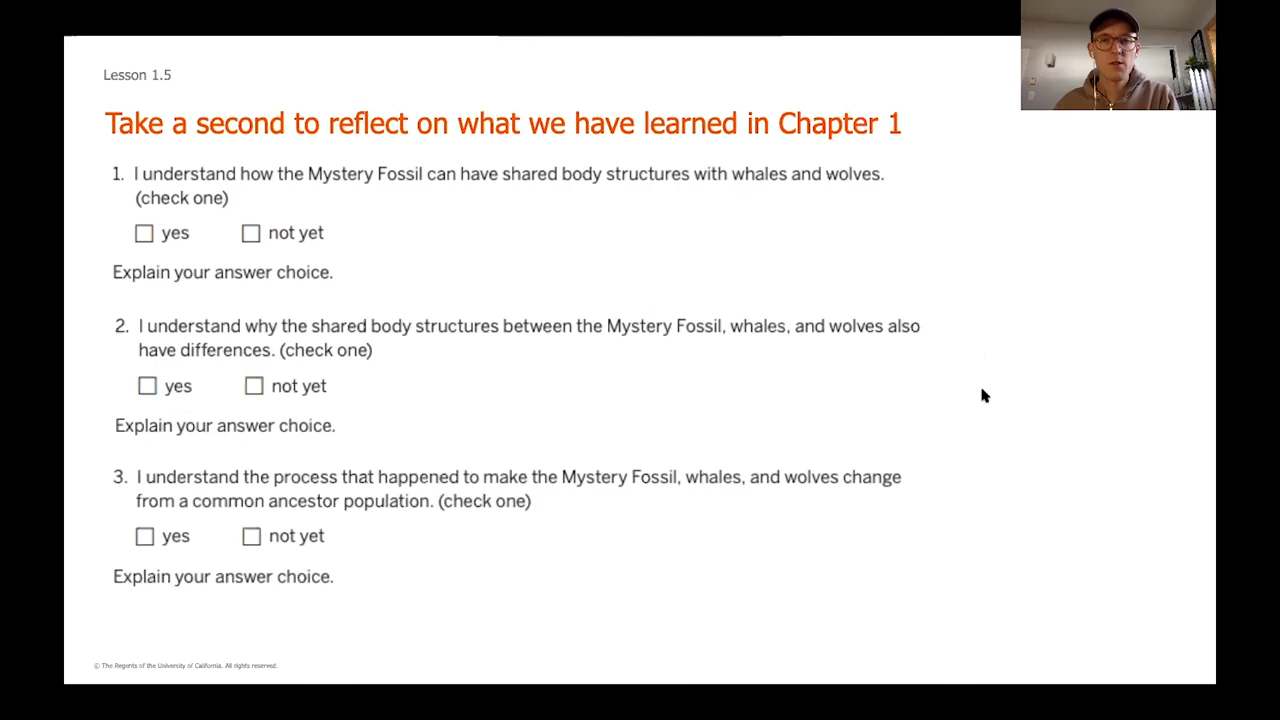 Lesson 1.5
Take a second to reflect on what we have learned in Chapter 1
1. I understand how the Mystery Fossil can have shared body structures with whales and wolves.
(check one)
yes not yet
Explain your answer choice.
2. I understand why the shared body structures between the Mystery Fossil, whales, and wolves also
have differences. (check one)
yes not yet
Explain your answer choice.
3. I understand the process that happened to make the Mystery Fossil, whales, and wolves change
from a common ancestor population. (check one)
yes not yet
Explain your answer choice.
© The Regents of the University of California. All rights reserved.